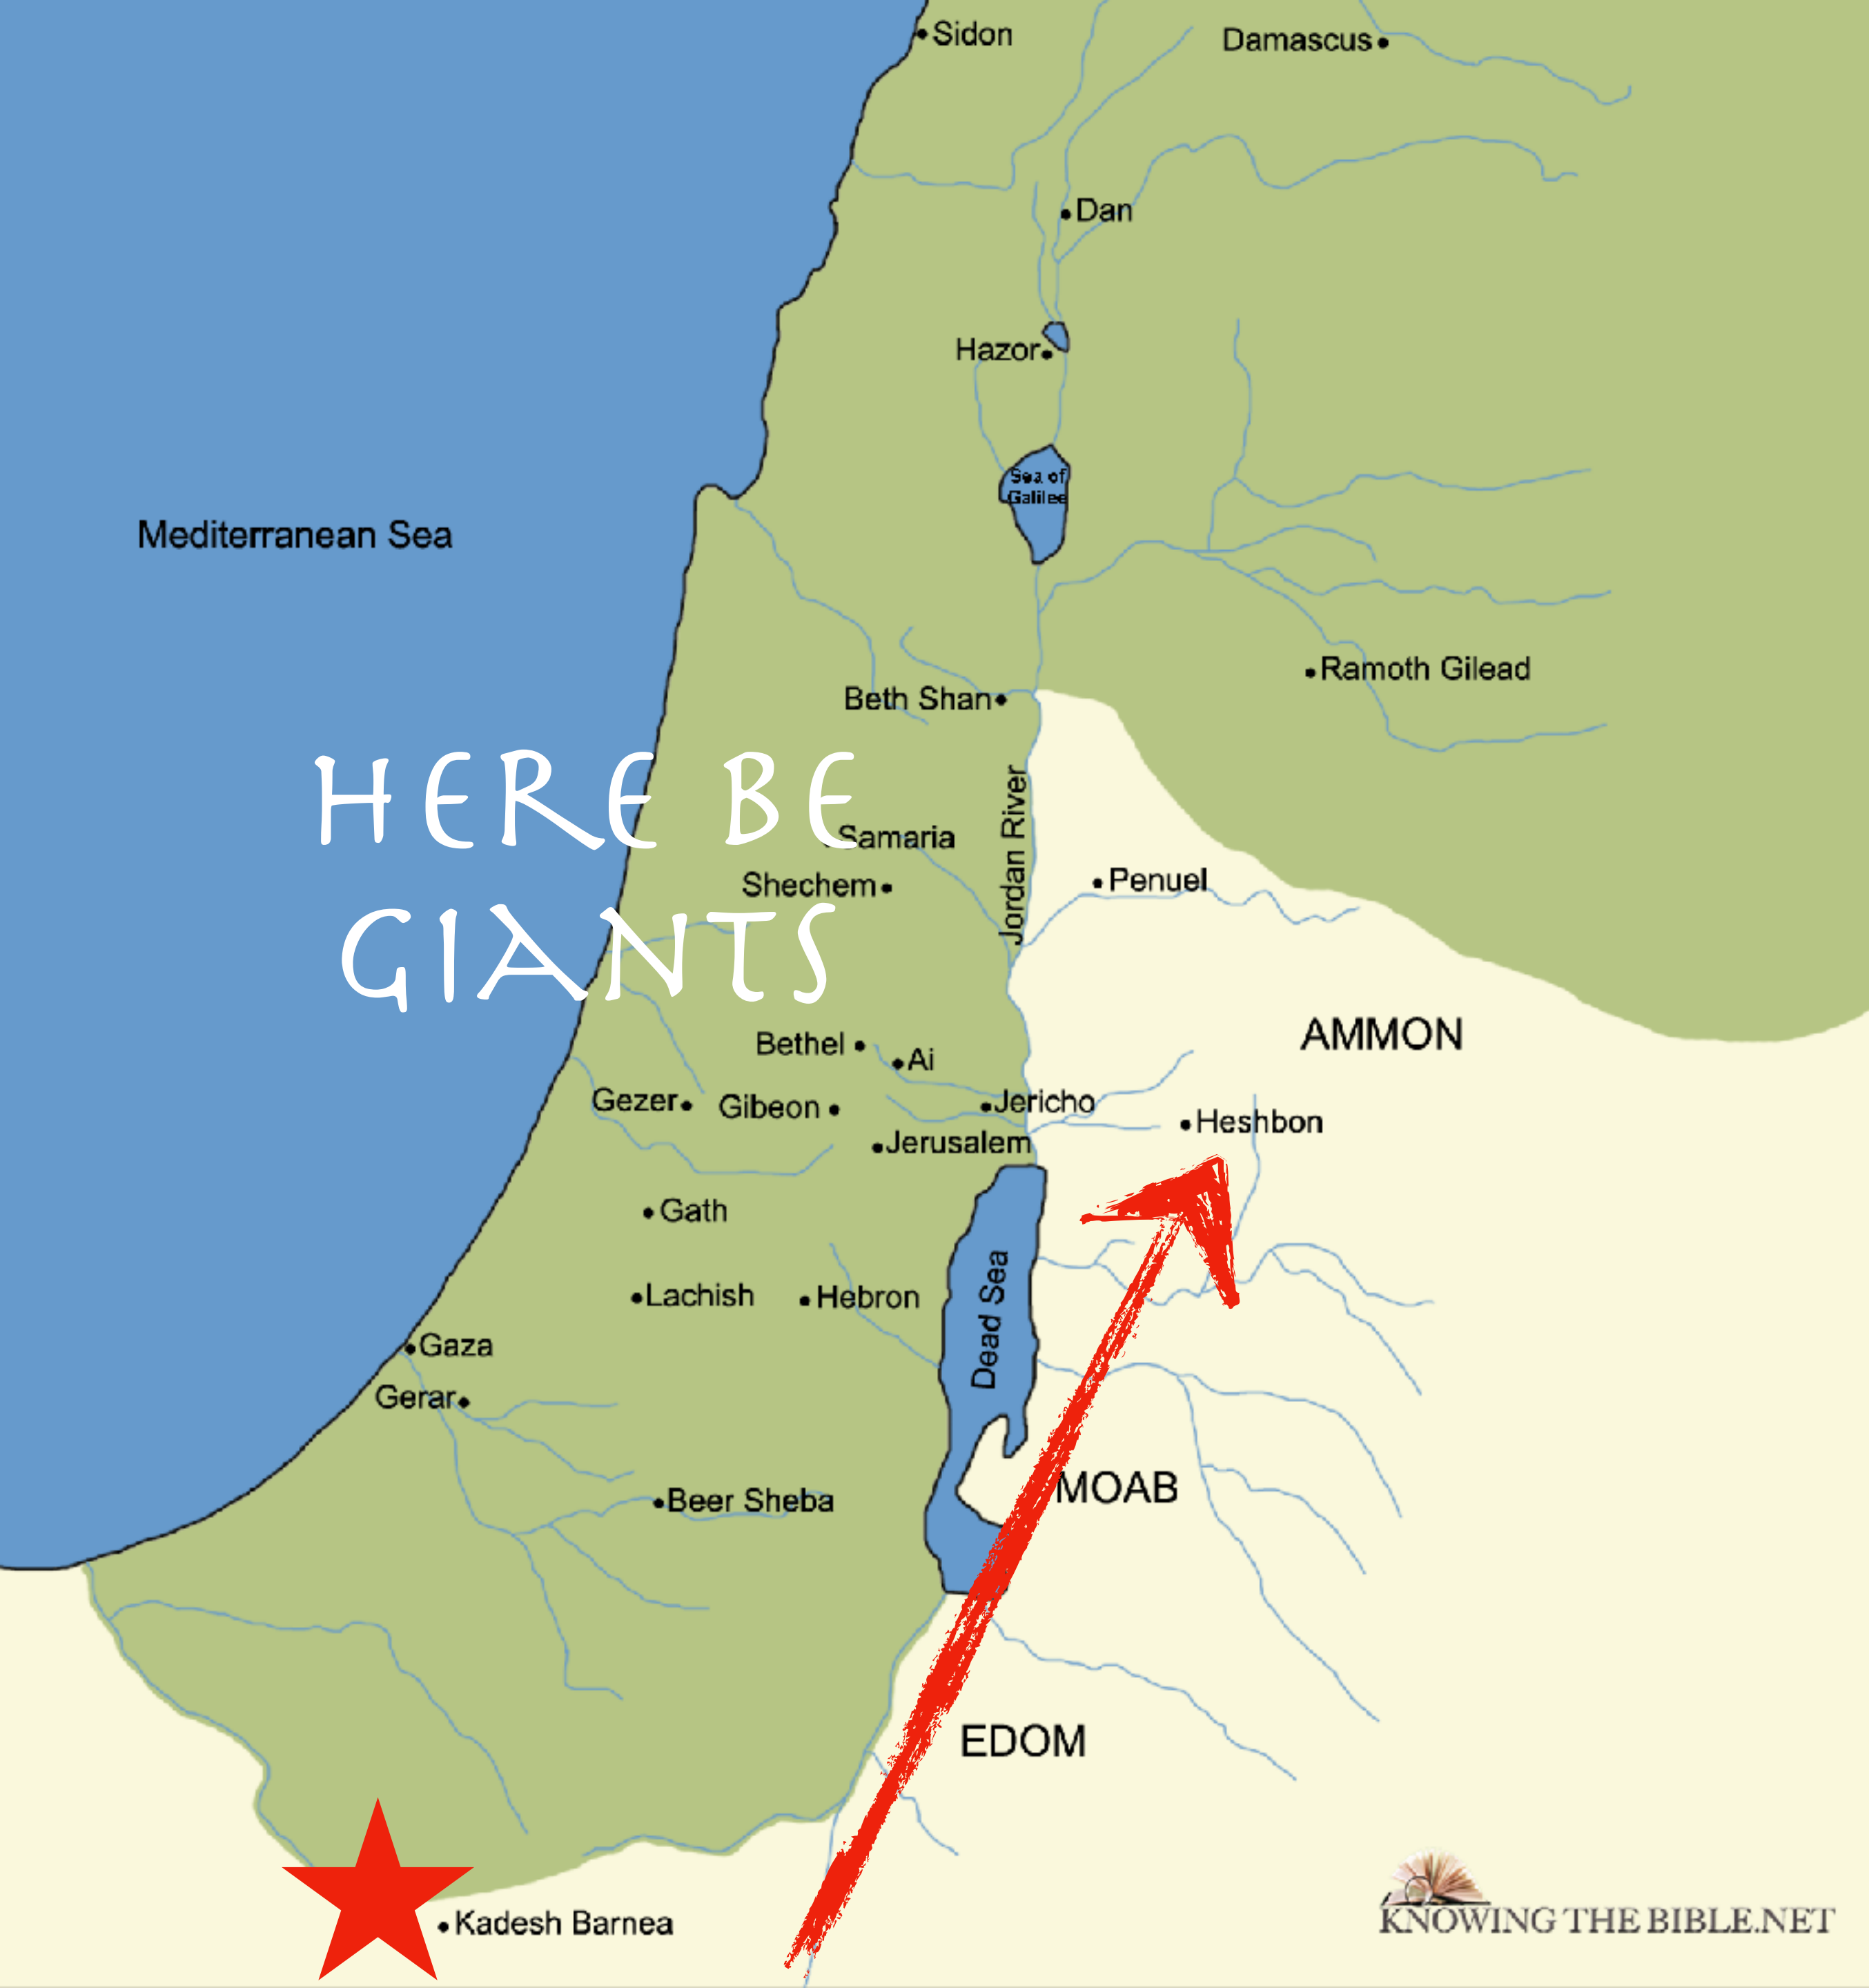 Sidon
Damascus
Dan
Hazor
Sea of
Galilee
Mediterranean Sea
Ramoth Gilead
Beth Shan
HERE BE
GIANTS
Samaria
Shechem
Jordan River
Penuel
AMMON
Bethel
Ai
Gezer
Gibeon
Jericho
Heshbon
Jerusalem
Gath
Lachish
Hebron
Dead Sea
Gaza
Gerar
MOAB
Beer Sheba
EDOM
Kadesh Barnea
KNOWING THE BIBLE.NET